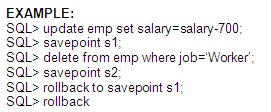 EXAMPLE:
SQL> update emp set salary=salary-700;
SQL> savepoint s1;
SQL> delete from emp where job=‘Worker’;
SQL> savepoint s2;
SQL> rollback to savepoint s1;
SQL> rollback